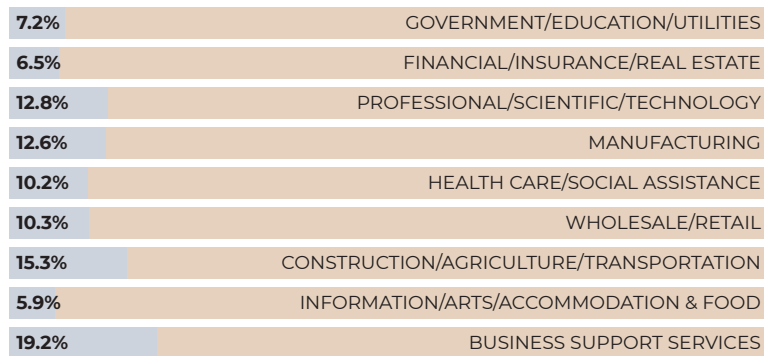 7.2% GOVERNMENT/EDUCATION/UTILITIES
6.5% FINANCIAL/INSURANCE/REAL ESTATE
12.8% PROFESSIONAL/SCIENTIFIC/TECHNOLOGY
12.6% MANUFACTURING
10.2% HEALTH CARE/SOCIAL ASSISTANCE
10.3% WHOLESALE/RETAIL
15.3% CONSTRUCTION/AGRICULTURE/TRANSPORTATION
5.9% INFORMATION/ARTS/ACCOMMODATION & FOOD
19.2% BUSINESS SUPPORT SERVICES